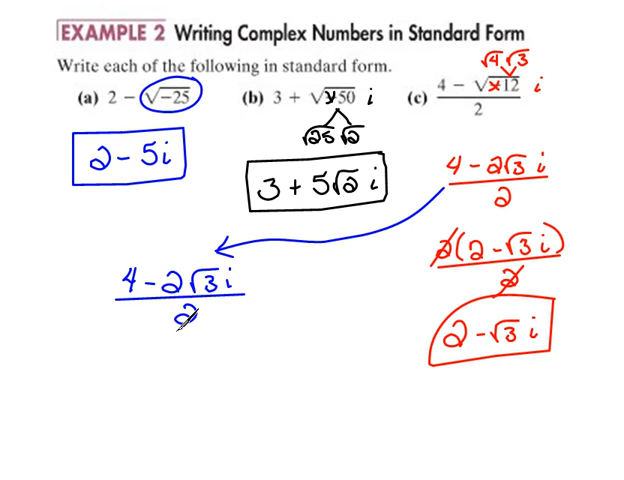 EXAMPLE 2 Writing Complex Numbers in Standard Form
Write each of the following in standard form.
(a) 2 − √−25 (b) 3 + √−50 i (c) (4 − √−12 i)/2
√4 √3
√25 √2
2 − 5i
3 + 5√2 i
(4 − 2√3 i)/2
2(2 − √3 i)/2
(4 − 2√3 i)/2
2 − √3 i